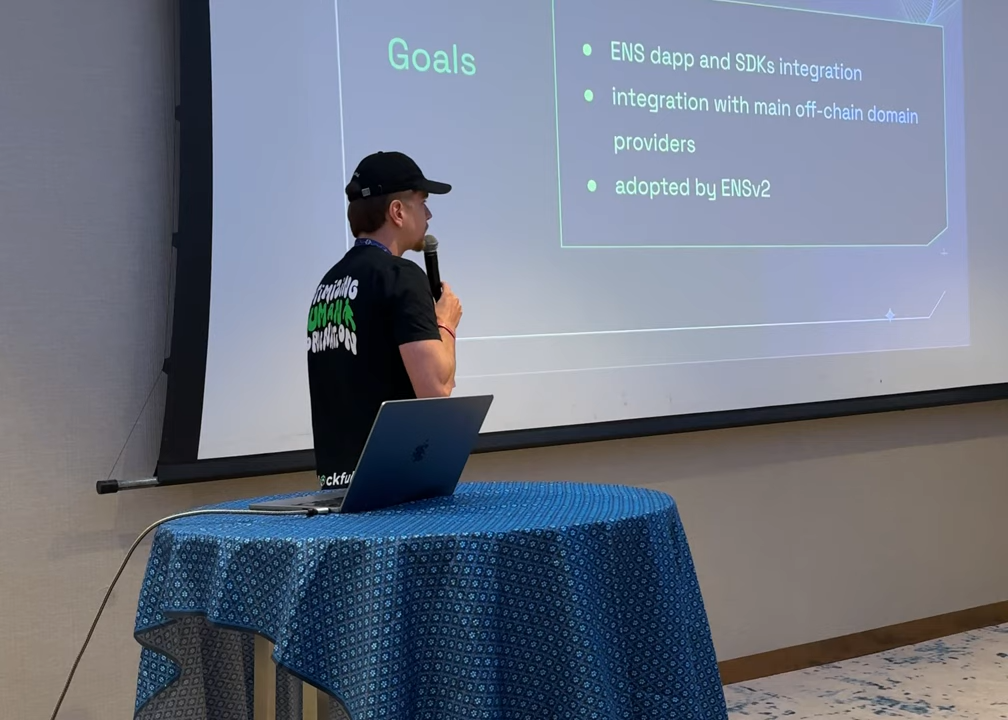 Goals
ENS dapp and SDKs integration
integration with main off-chain domain
providers
adopted by ENSv2